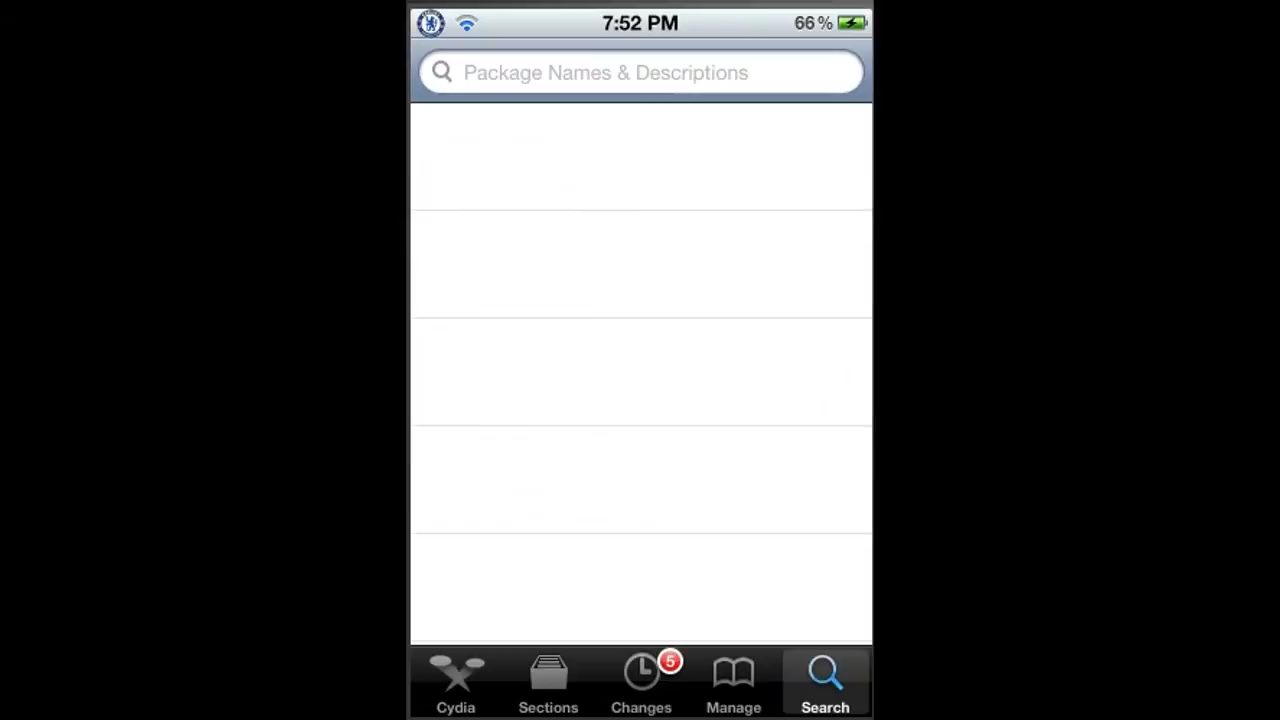 7:52 PM 66%
Package Names & Descriptions
5
Cydia Sections Changes Manage Search